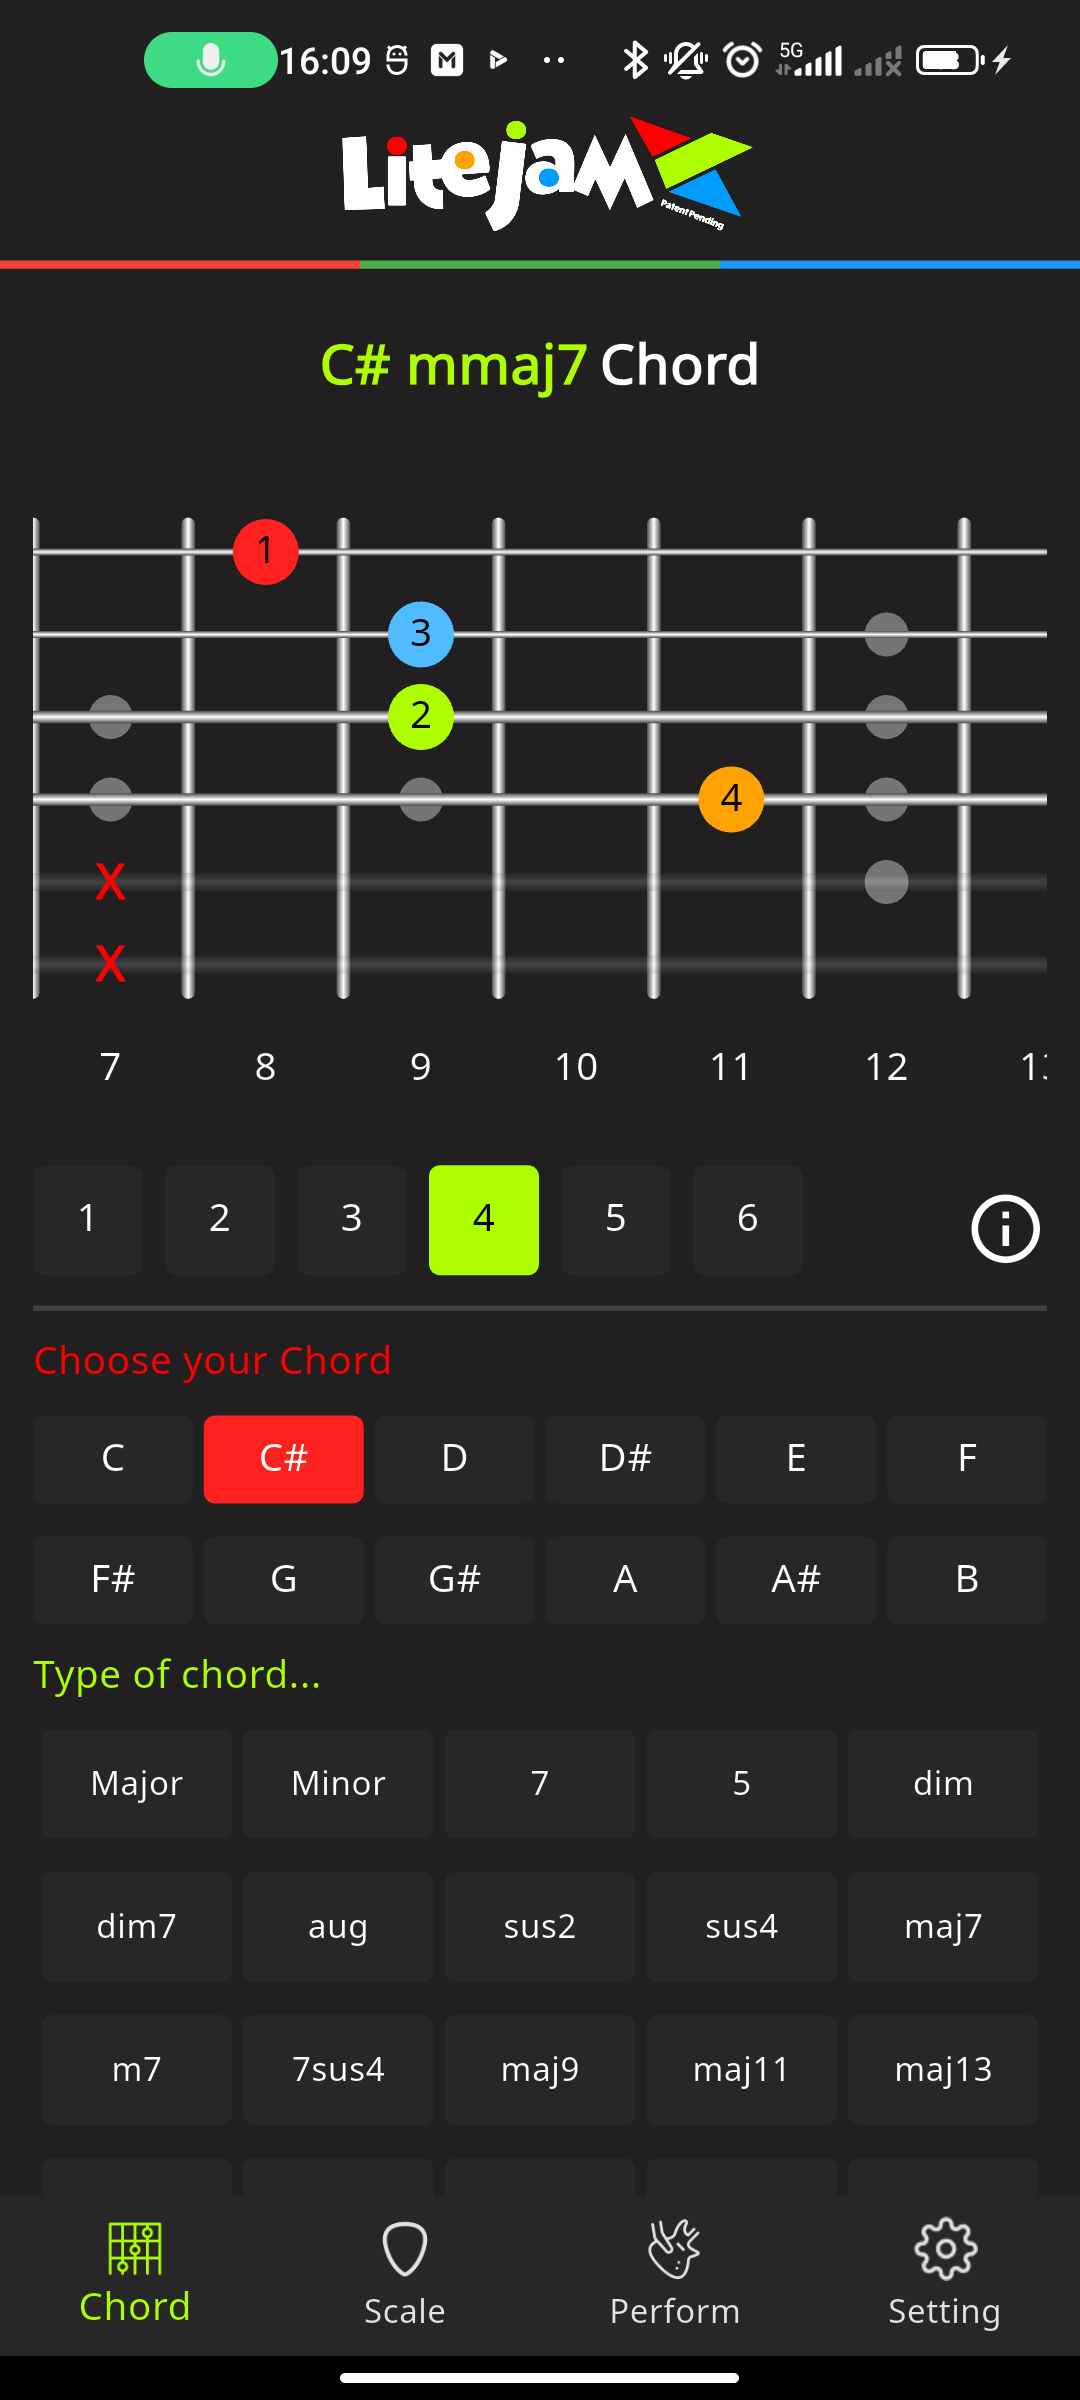 16:09
5G
Litejam
Patent Pending
C# mmaj7 Chord
1
3
2
4
X
X
7 8 9 10 11 12
1 2 3 4 5 6
Choose your Chord
C C# D D# E F
F# G G# A A# B
Type of chord...
Major Minor 7 5 dim
dim7 aug sus2 sus4 maj7
m7 7sus4 maj9 maj11 maj13
Chord Scale Perform Setting